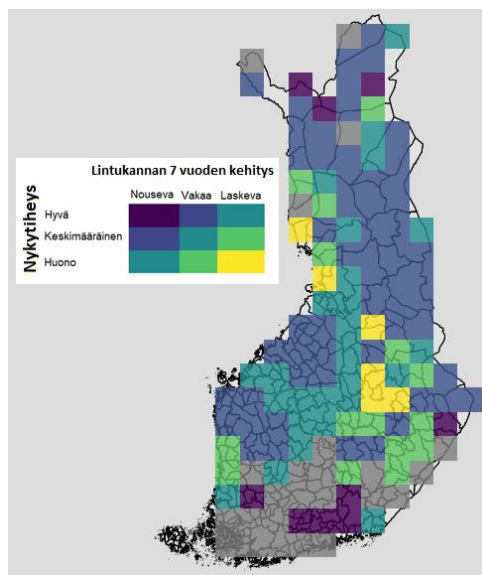 Lintukannan 7 vuoden kehitys
Nouseva Vakaa Laskeva
Nykytiheys
Hyvä
Keskimääräinen
Huono